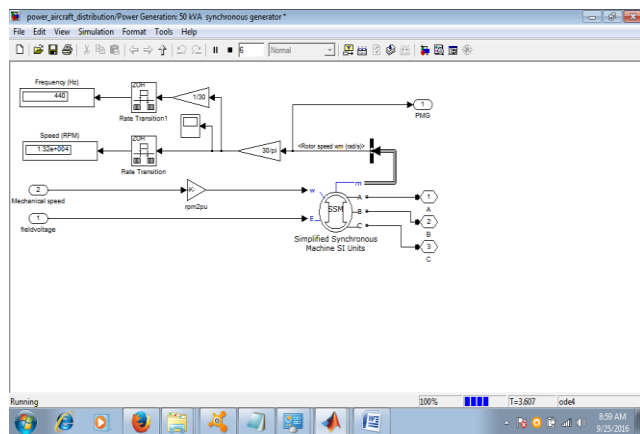 power_aircraft_distribution/Power Generation: 50 kVA synchronous generator *
File Edit View Simulation Format Tools Help
6
Normal
Frequency (Hz)
440
ZOH
Rate Transition1
1/30
1
PMG
Speed (RPM)
1.32e+004
ZOH
Rate Transition
30/pi
<Rotor speed wm (rad/s)>
2
Mechanical speed
-K-
rpm2pu
w
m
A
1
A
SSM
B
2
B
1
fieldvoltage
E
C
3
C
Simplified Synchronous
Machine SI Units
Running
100%
T=3.607
ode4
8:59 AM
9/25/2016